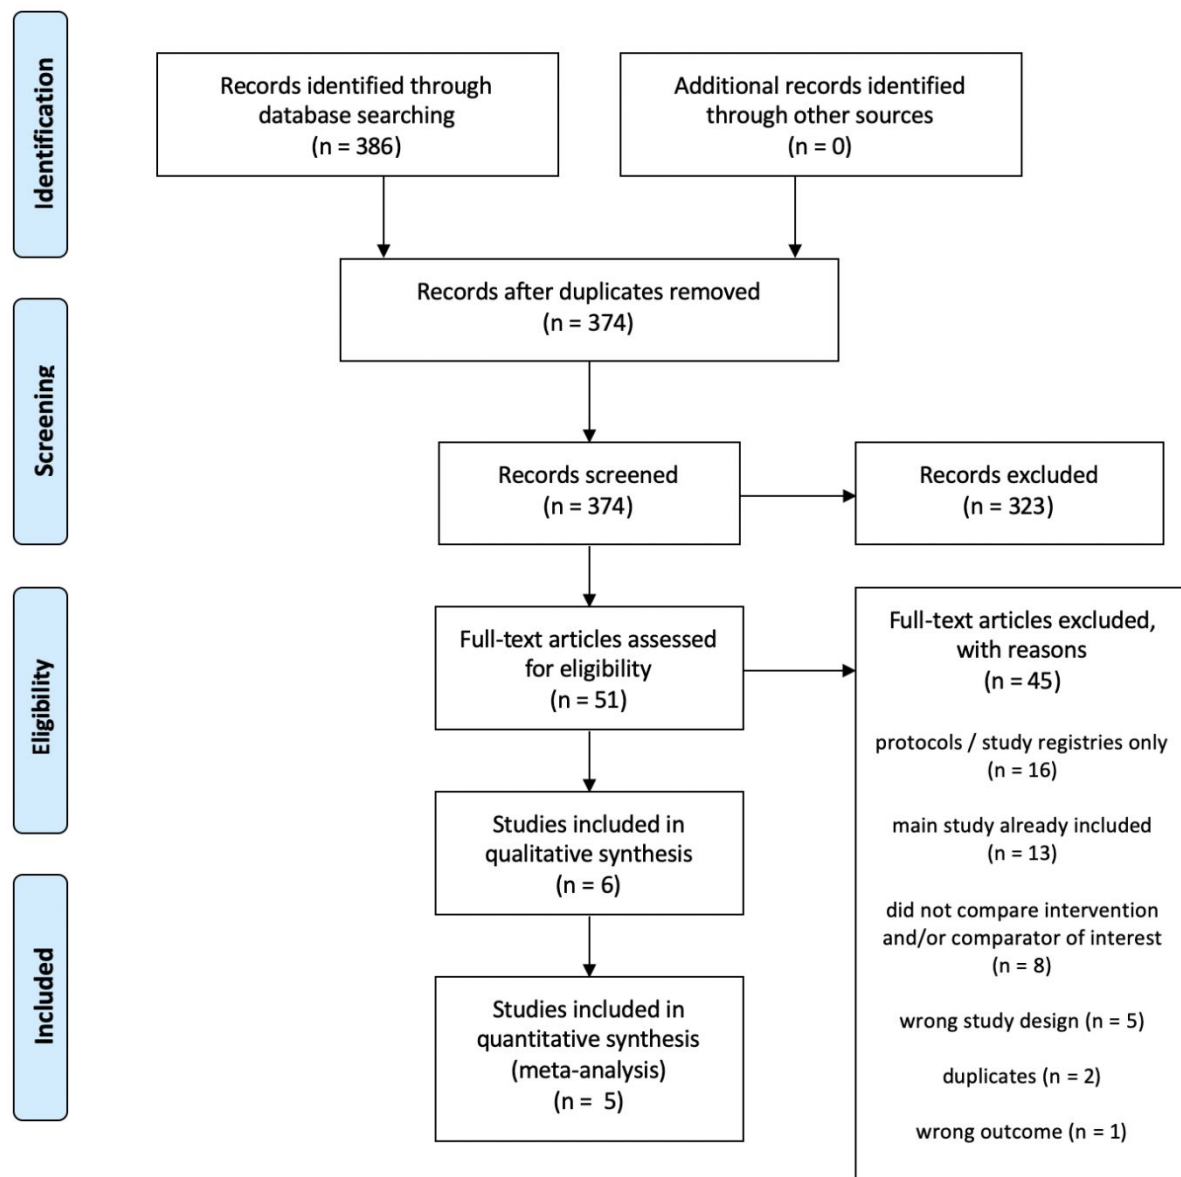 Identification
Records identified through
database searching
(n = 386)
Additional records identified
through other sources
(n = 0)
Records after duplicates removed
(n = 374)
Screening
Records screened
(n = 374)
Records excluded
(n = 323)
Eligibility
Full-text articles assessed
for eligibility
(n = 51)
Full-text articles excluded,
with reasons
(n = 45)
protocols / study registries only
(n = 16)
main study already included
(n = 13)
did not compare intervention
and/or comparator of interest
(n = 8)
wrong study design (n = 5)
duplicates (n = 2)
wrong outcome (n = 1)
Studies included in
qualitative synthesis
(n = 6)
Included
Studies included in
quantitative synthesis
(meta-analysis)
(n = 5)